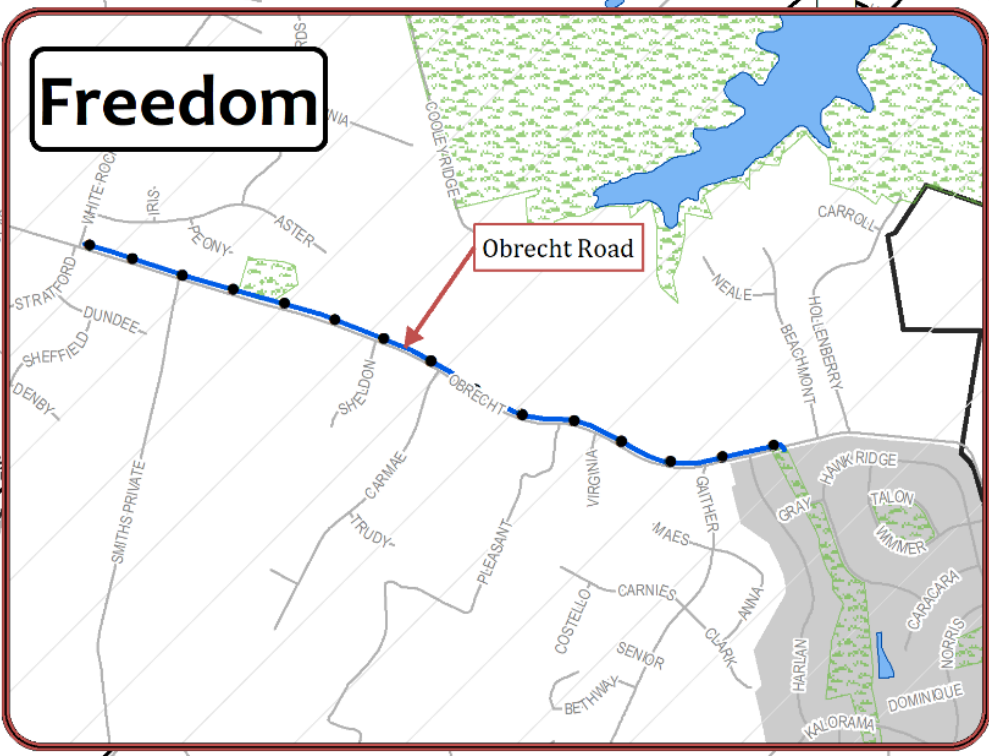 Freedom
Obrecht Road
WHITE ROCK
IRIS
PEONY
ASTER
COOLEY RIDGE
STRATFORD
DUNDEE
SHEFFIELD
DENBY
SMITHS PRIVATE
SHELDON
OBRECHT
CARMAE
TRUDY
PLEASANT
VIRGINIA
GAITHER
MAES
CARNIES
COSTELLO
ANNA
CLARK
SENIOR
BETHWAY
CARROLL
NEALE
BEACHMONT
HOLLENBERRY
HAWK RIDGE
GRAY
TALON
WIMMER
CARACARA
NORRIS
HARLAN
DOMINIQUE
KALORAMA